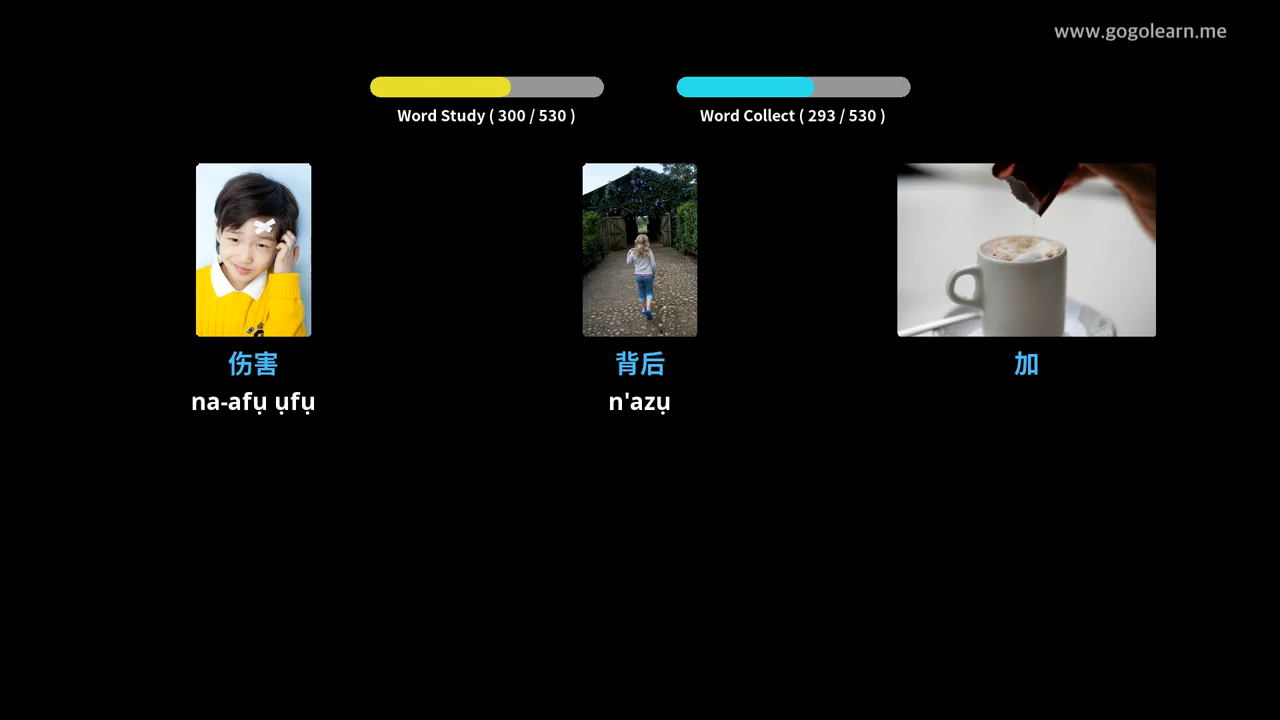 www.gogolearn.me
Word Study ( 300 / 530 )
Word Collect ( 293 / 530 )
伤害
背后
加
na-afụ ụfụ
n'azụ